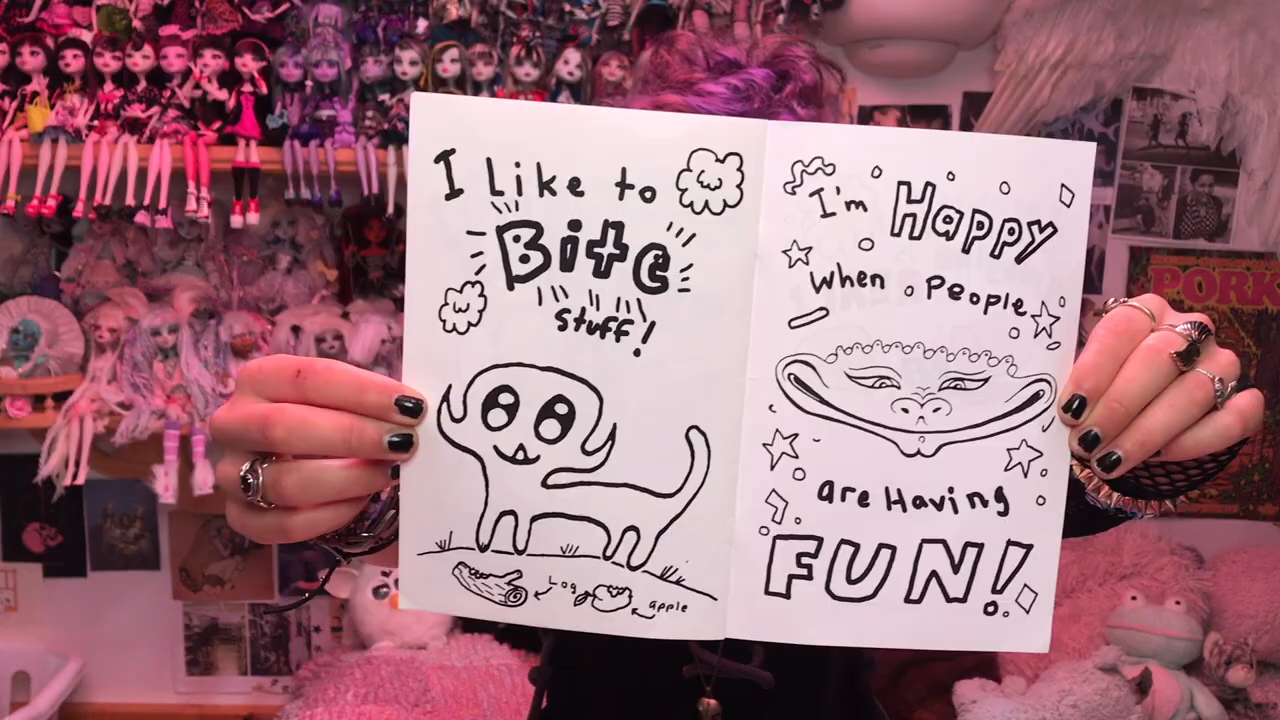 I Like to
Bite
stuff!
Log
apple
I'm Happy
when People
are Having
FUN!
PORK